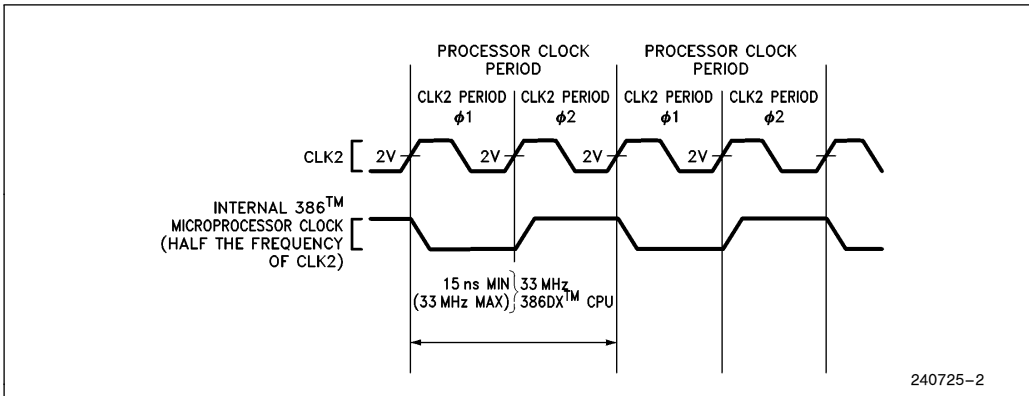 PROCESSOR CLOCK
PERIOD
PROCESSOR CLOCK
PERIOD
CLK2 PERIOD
ϕ1
CLK2 PERIOD
ϕ2
CLK2 PERIOD
ϕ1
CLK2 PERIOD
ϕ2
CLK2
2V
2V
2V
2V
INTERNAL 386™
MICROPROCESSOR CLOCK
(HALF THE FREQUENCY
OF CLK2)
15 ns MIN
(33 MHz MAX)
33 MHz
386DX™ CPU
240725-2